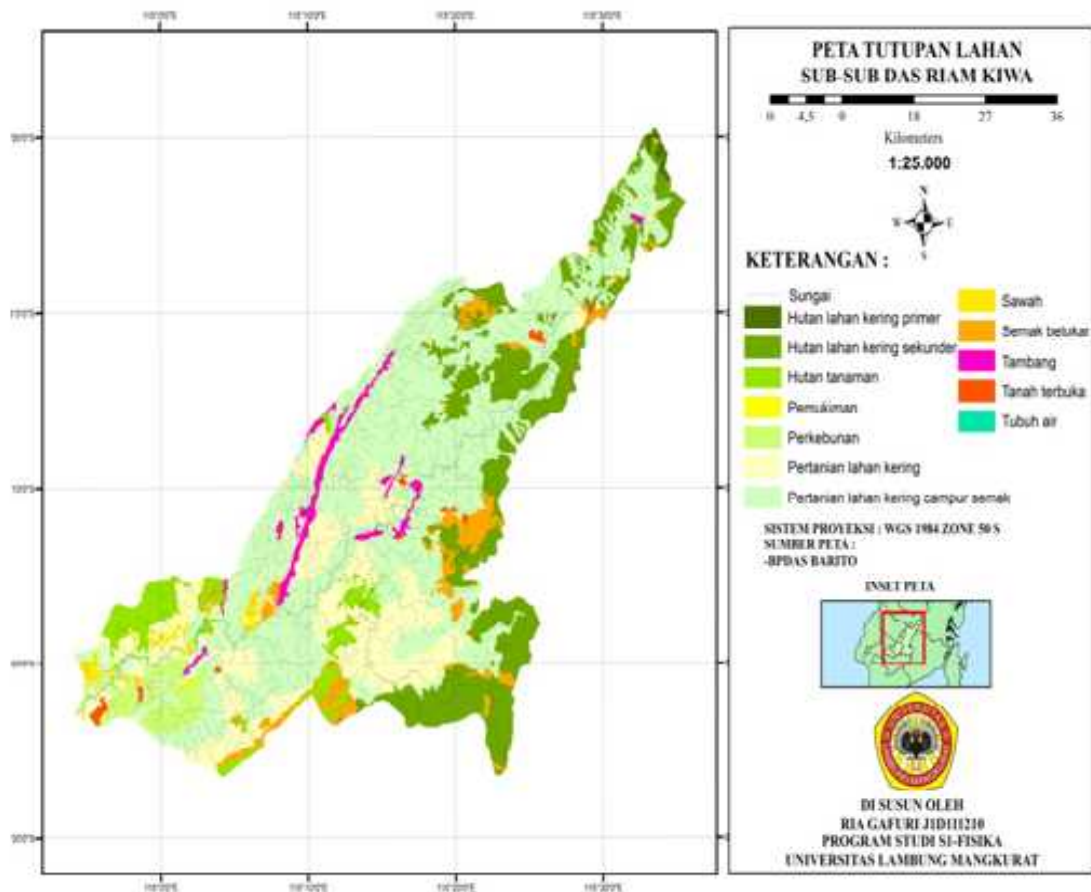 PETA TUTUPAN LAHAN
SUB-SUB DAS RIAM KIWA
0 4,5 9 18 27 36
Kilometers
1:25.000
N
W E
S
KETERANGAN :
Sungai
Hutan lahan kering primer
Hutan lahan kering sekunder
Hutan tanaman
Pemukiman
Perkebunan
Pertanian lahan kering
Pertanian lahan kering campur semak
Sawah
Semak belukar
Tambang
Tanah terbuka
Tubuh air
SISTEM PROYEKSI : WGS 1984 ZONE 50 S
SUMBER PETA :
-BPDAS BARITO
INSET PETA
DI SUSUN OLEH
RIA GAFURI J1D111210
PROGRAM STUDI S1-FISIKA
UNIVERSITAS LAMBUNG MANGKURAT